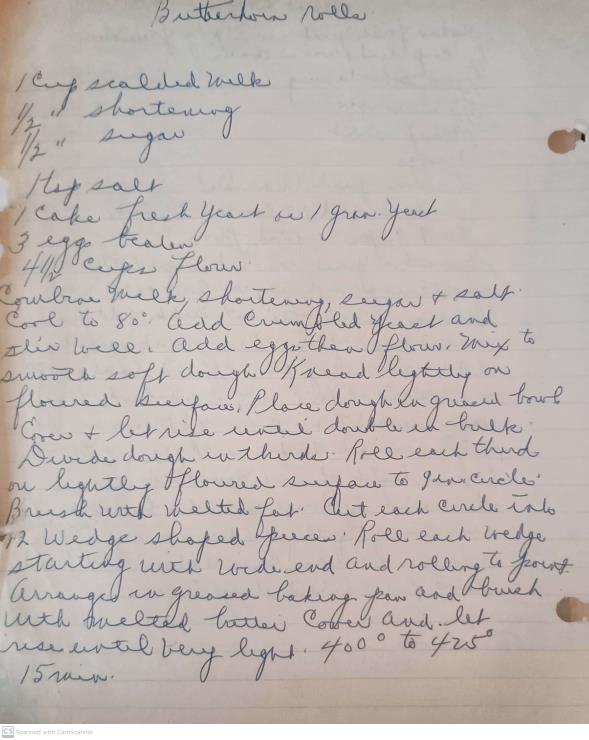 Butterhorn rolls
1 Cup scalded milk
1/2 " shortening
1/2 " sugar
1 tsp salt
1 Cake fresh yeast or 1 gran. yeast
3 eggs beaten
4 1/2 cups flour
Combine milk, shortening, sugar + salt.
Cool to 80°. Add crumbled yeast and
stir well. Add eggs then flour. Mix to
smooth soft dough. Knead lightly on
floured surface. Place dough in greased bowl
Cover + let rise until double in bulk.
Divide dough in thirds. Roll each third
on lightly floured surface to 9 in. circle.
Brush with melted fat. Cut each circle into
12 wedge shaped pieces. Roll each wedge
starting with wide end and rolling to point.
Arrange in greased baking pan and brush
with melted butter Cover and let
rise until very light. 400° to 425°
15 min.
CS Scanned with CamScanner